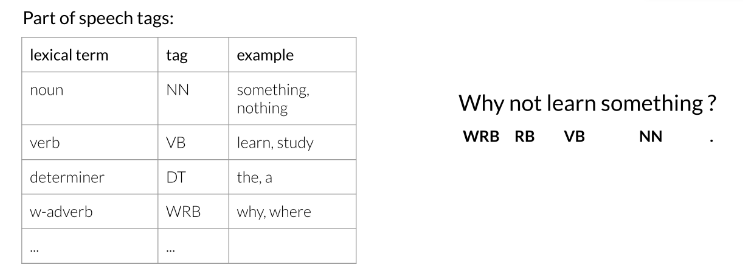 Part of speech tags:
lexical term tag example
noun NN something,
nothing
verb VB learn, study
determiner DT the, a
w-adverb WRB why, where
... ...
Why not learn something ?
WRB RB VB NN .